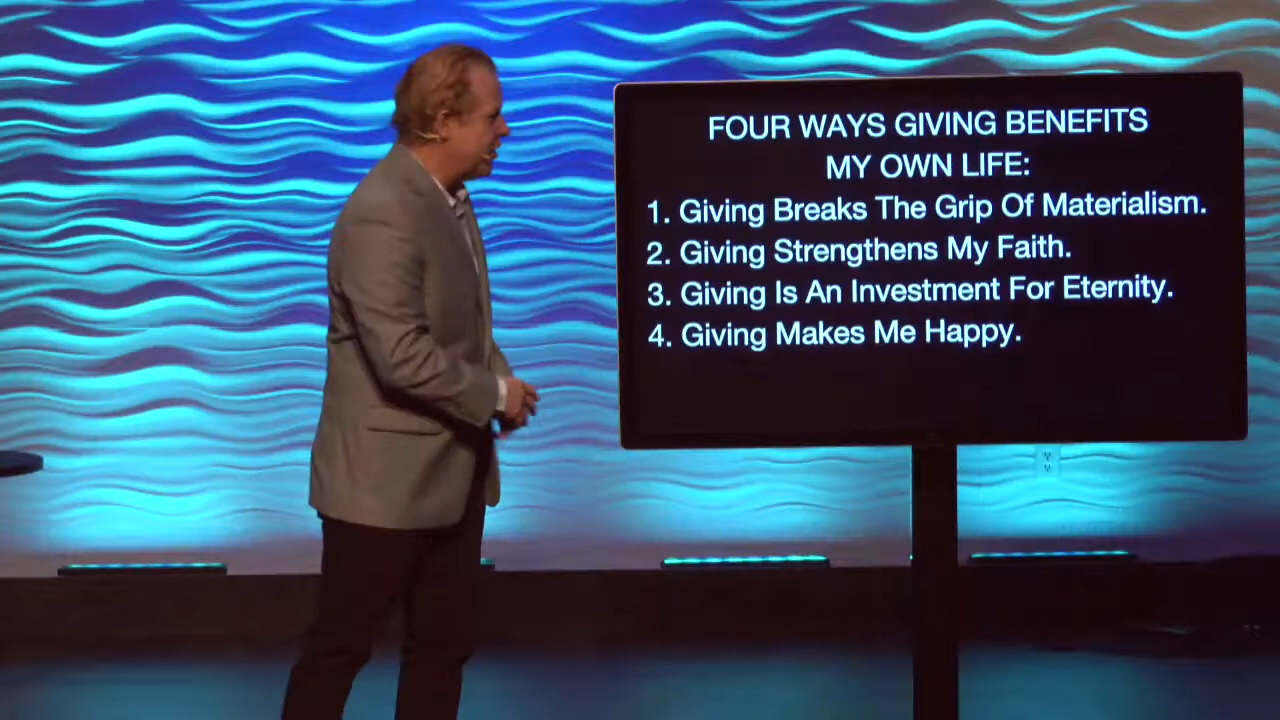 FOUR WAYS GIVING BENEFITS
MY OWN LIFE:
1. Giving Breaks The Grip Of Materialism.
2. Giving Strengthens My Faith.
3. Giving Is An Investment For Eternity.
4. Giving Makes Me Happy.